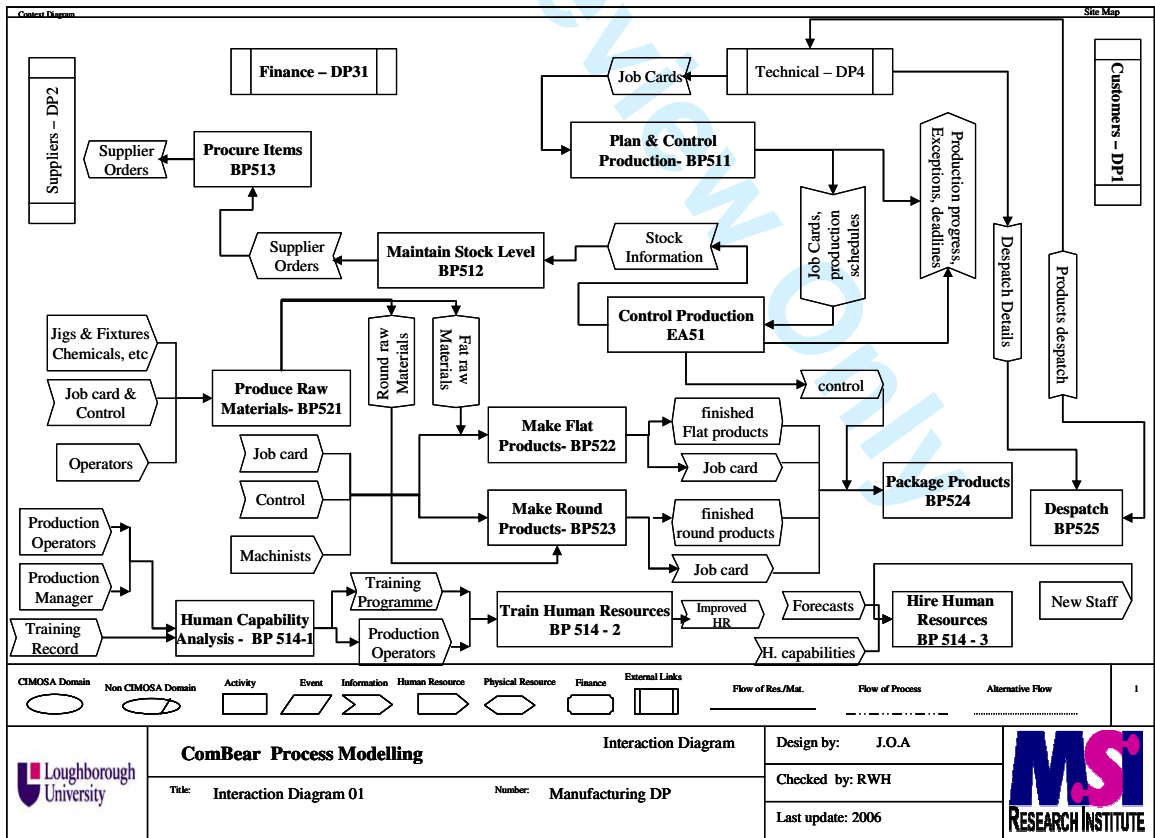 Context Diagram
Site Map
Suppliers – DP2
Finance – DP31
Job Cards
Technical – DP4
Customers – DP1
Supplier
Orders
Procure Items
BP513
Plan & Control
Production- BP511
Production progress,
Exceptions, deadlines
Supplier
Orders
Maintain Stock Level
BP512
Stock
Information
Job Cards,
production
schedules
Despatch Details
Products despatch
Control Production
EA51
Jigs & Fixtures
Chemicals, etc
Round raw
Materials
Fat raw
Materials
Job card &
Control
Produce Raw
Materials- BP521
control
Operators
Job card
Make Flat
Products- BP522
finished
Flat products
Job card
Control
Package Products
BP524
Make Round
Products- BP523
finished
round products
Despatch
BP525
Production
Operators
Machinists
Job card
Production
Manager
Training
Programme
Training
Record
Human Capability
Analysis - BP 514-1
Production
Operators
Train Human Resources
BP 514 - 2
Improved
HR
Forecasts
H. capabilities
Hire Human
Resources
BP 514 - 3
New Staff
CIMOSA Domain
Non CIMOSA Domain
Activity
Event
Information
Human Resource
Physical Resource
Finance
External Links
Flow of Res./Mat.
Flow of Process
Alternative Flow
1
Loughborough
University
ComBear Process Modelling
Interaction Diagram
Title: Interaction Diagram 01
Number: Manufacturing DP
Design by: J.O.A
Checked by: RWH
Last update: 2006
MSi
RESEARCH INSTITUTE
eview Only